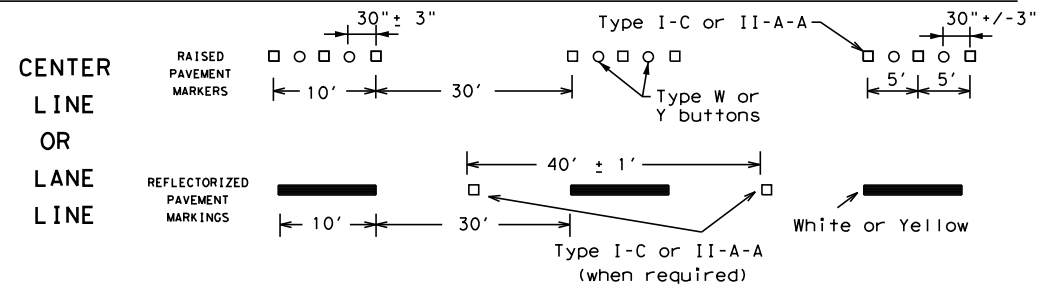 CENTER
LINE
OR
LANE
LINE
RAISED
PAVEMENT
MARKERS
30"± 3"
10'
30'
Type I-C or II-A-A
30"+/-3"
5'
5'
Type W or
Y buttons
REFLECTORIZED
PAVEMENT
MARKINGS
40' ± 1'
10'
30'
Type I-C or II-A-A
(when required)
White or Yellow